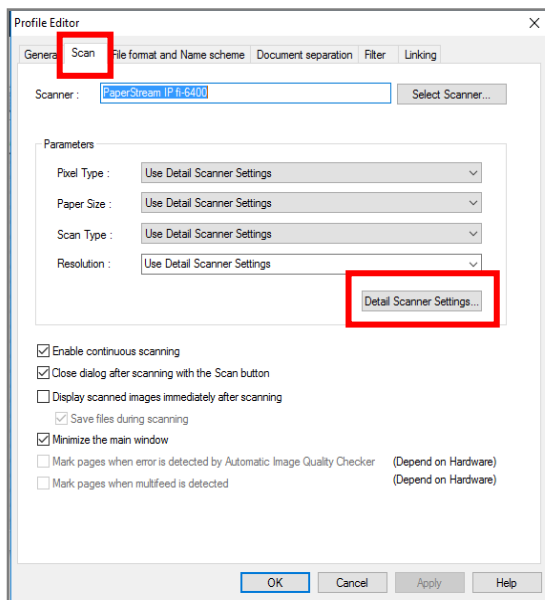 Profile Editor
General Scan File format and Name scheme Document separation Filter Linking
Scanner : PaperStream IP fi-6400 Select Scanner...
Parameters
Pixel Type : Use Detail Scanner Settings
Paper Size : Use Detail Scanner Settings
Scan Type : Use Detail Scanner Settings
Resolution : Use Detail Scanner Settings
Detail Scanner Settings...
Enable continuous scanning
Close dialog after scanning with the Scan button
Display scanned images immediately after scanning
Save files during scanning
Minimize the main window
Mark pages when error is detected by Automatic Image Quality Checker (Depend on Hardware)
Mark pages when multifeed is detected (Depend on Hardware)
OK Cancel Apply Help